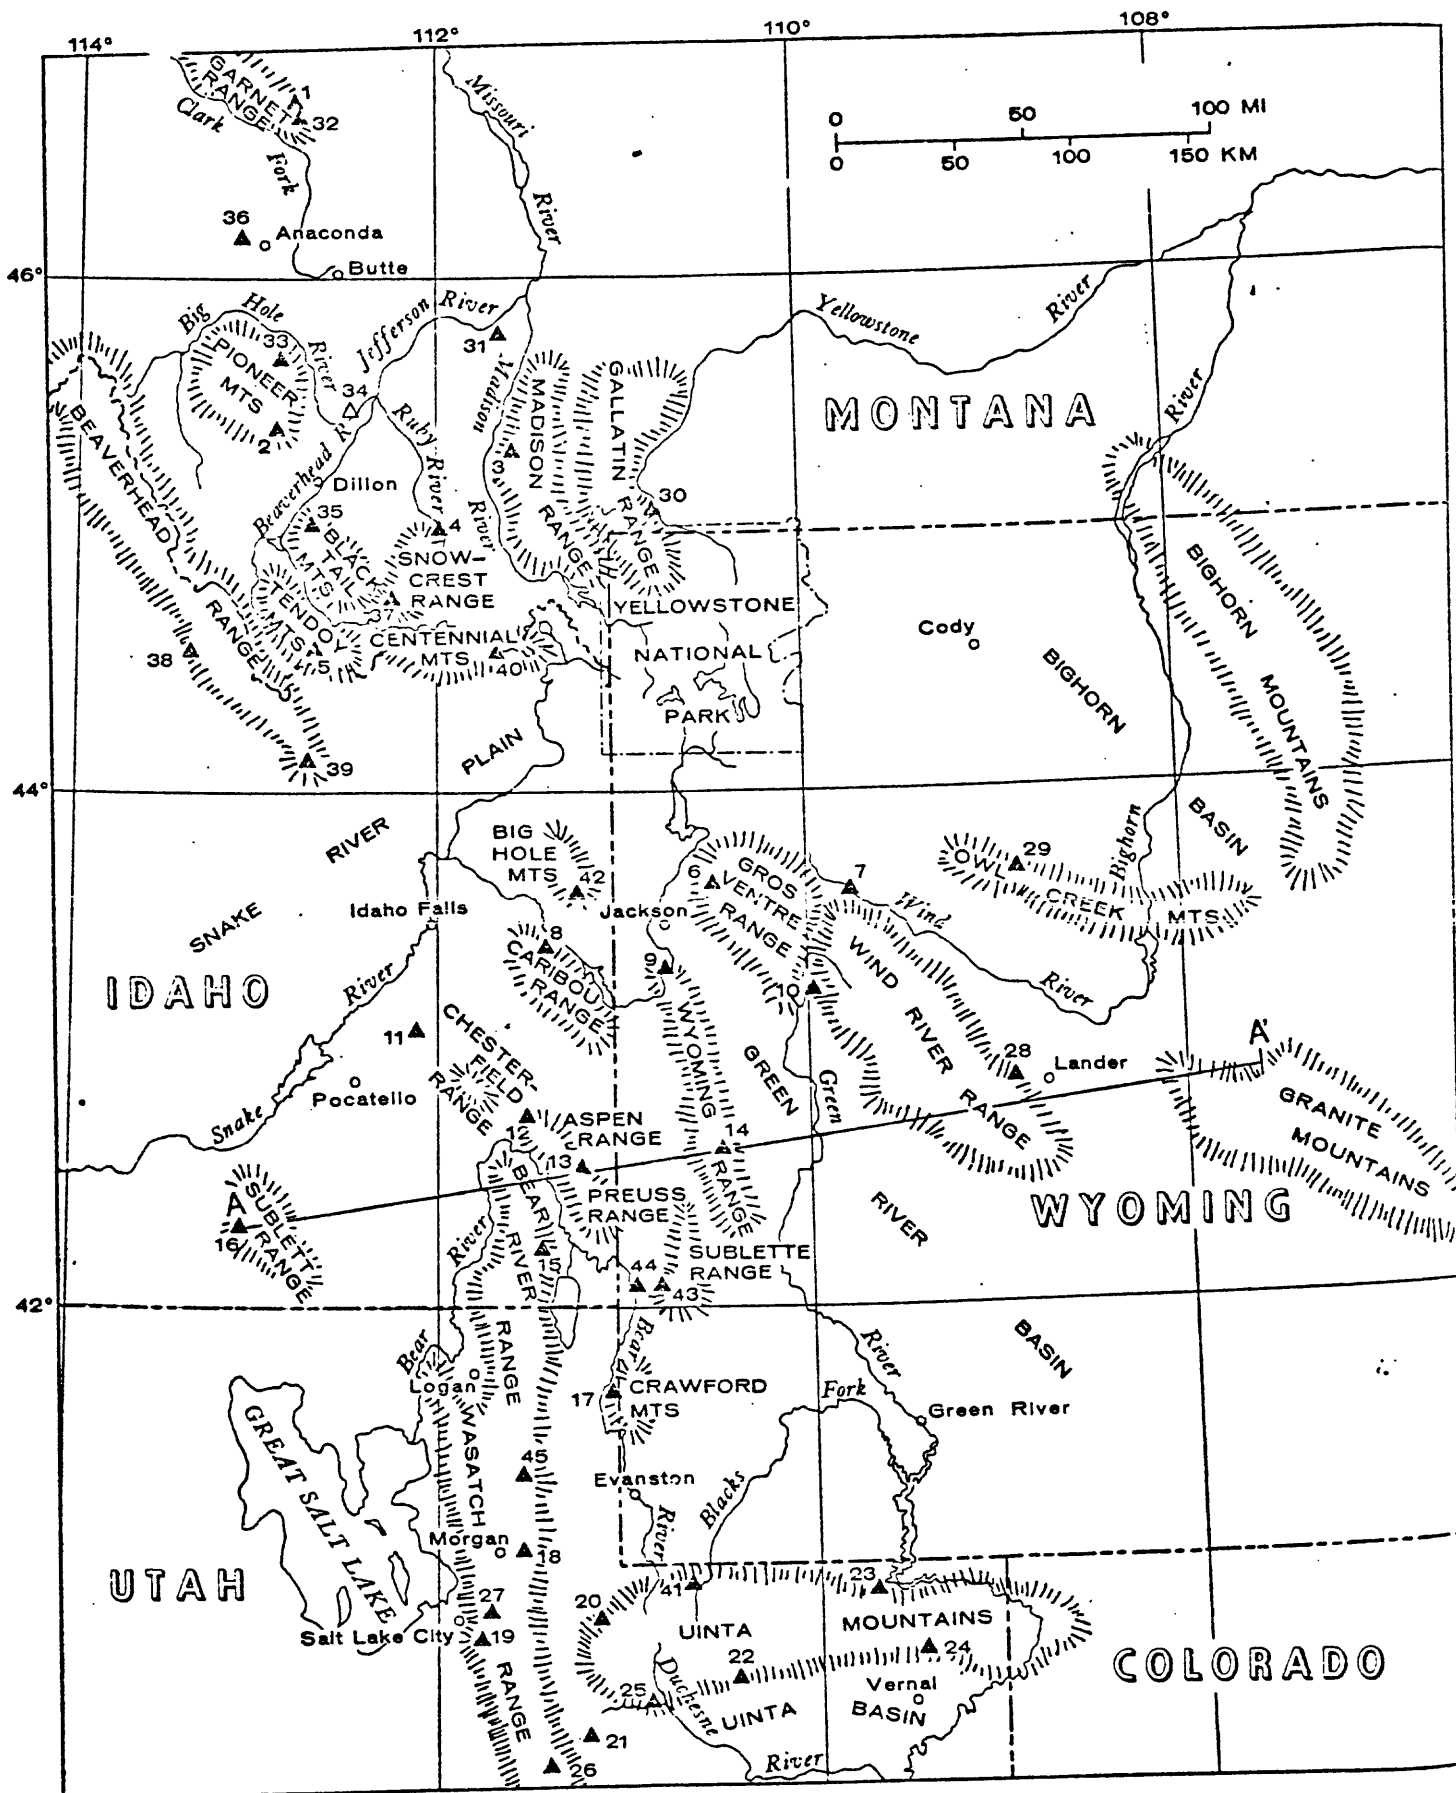 114°
112°
110°
108°
GARNET
RANGE
1
32
Clark
Fork
Missouri
River
0 50 100 MI
0 50 100 150 KM
36
Anaconda
Butte
46°
Big Hole
River
Jefferson River
31
Yellowstone
River
33
PIONEER
MTS
2
34
Madison
River
MADISON
RANGE
GALLATIN
RANGE
MONTANA
River
BEAVERHEAD
RANGE
Beaverhead R
Ruby
River
3
Dillon
30
35
BLACK
TAIL
MTS
4
SNOW-
CREST
RANGE
BIGHORN
MOUNTAINS
TENDOY
MTS
37
5
CENTENNIAL
MTS
40
YELLOWSTONE
NATIONAL
PARK
Cody
BIGHORN
BASIN
38
39
PLAIN
44°
RIVER
SNAKE
BIG
HOLE
MTS
42
Idaho Falls
Jackson
6
GROS
VENTRE
RANGE
7
Wind
River
OWL
CREEK
MTS
29
Bighorn
IDAHO
River
8
CARIBOU
RANGE
9
10
WIND
RIVER
RANGE
11
CHESTER-
FIELD
RANGE
WYOMING
RANGE
GREEN
Green
28
Lander
A'
Pocatello
Snake
ASPEN
RANGE
1
13
14
GRANITE
MOUNTAINS
A
SUBLETT
RANGE
16
BEAR
RIVER
RANGE
River
15
PREUSS
RANGE
SUBLETTE
RANGE
44
43
RIVER
WYOMING
42°
Bear
Bear
River
BASIN
Logan
17
CRAWFORD
MTS
Fork
Green River
GREAT SALT LAKE
WASATCH
RANGE
45
Evanston
River
Blacks
Morgan
18
UTAH
27
19
Salt Lake City
20
41
23
UINTA
MOUNTAINS
22
24
COLORADO
25
Duchesne
River
Vernal
UINTA
BASIN
21
26